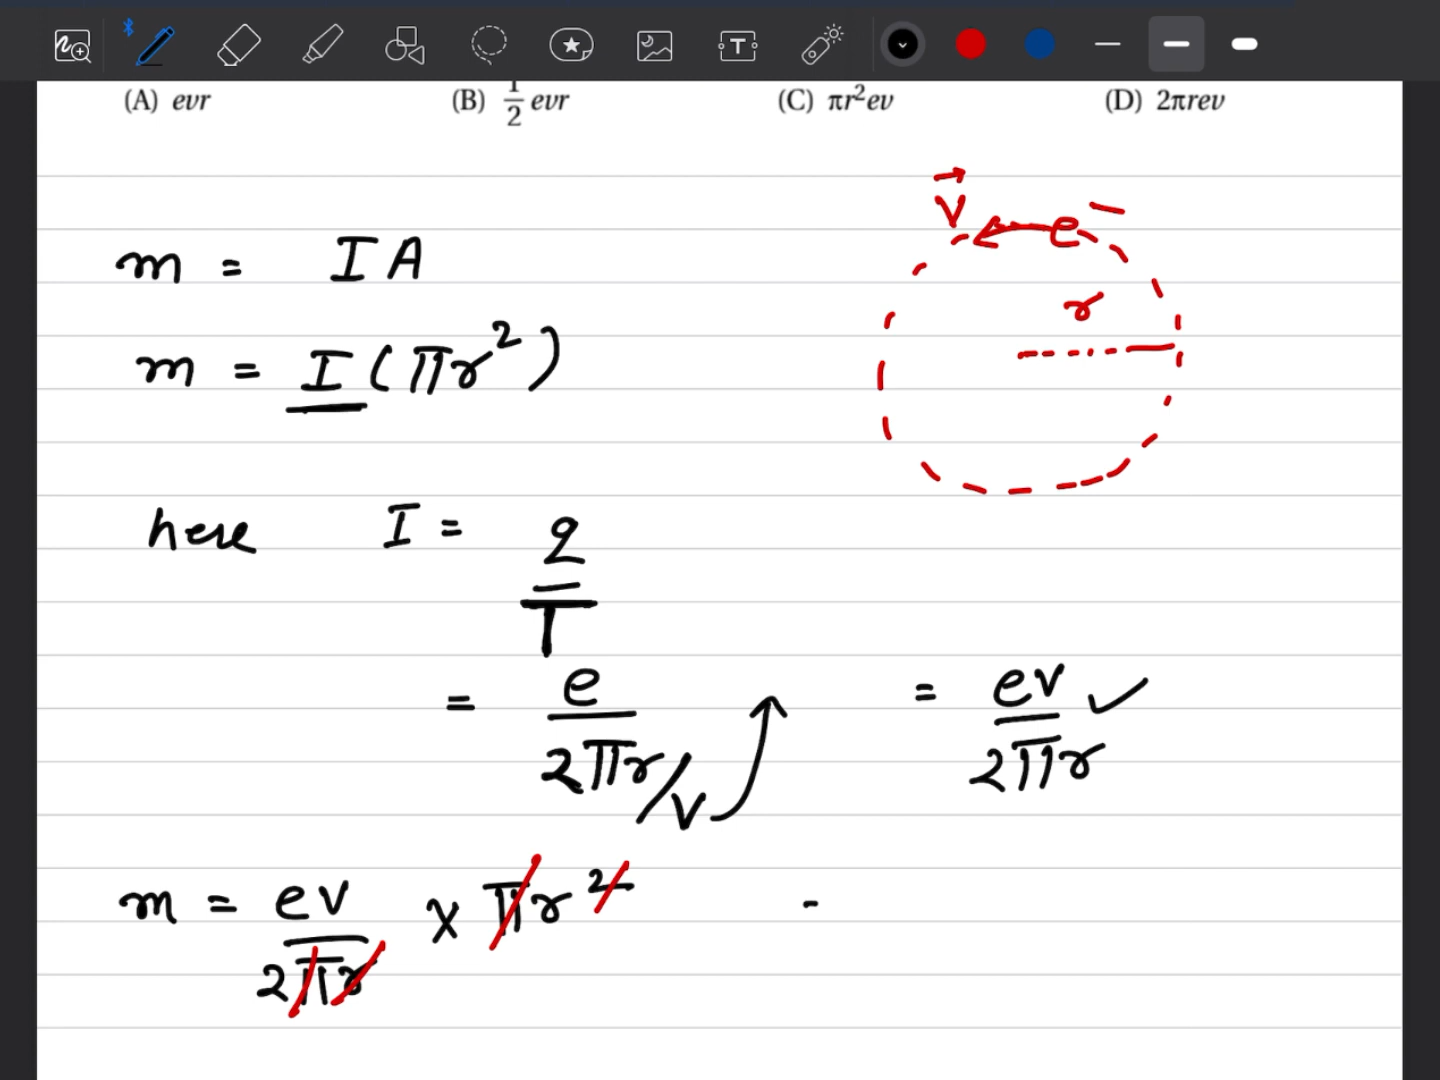 (A) evr (B) 1/2 evr (C) πr²ev (D) 2πrev
v⃗ e⁻
m = IA
r
m = I(πr²)
here I = q/T
= e/(2πr/v) = ev/2πr ✓
m = ev/2πr × πr² -